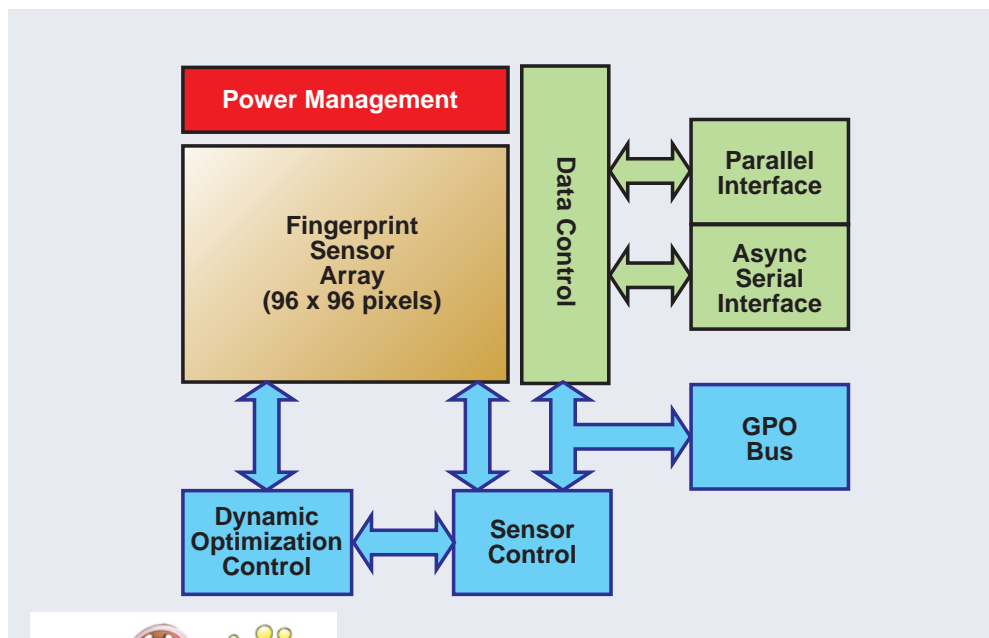 Power Management
Fingerprint
Sensor
Array
(96 x 96 pixels)
Data Control
Parallel
Interface
Async
Serial
Interface
GPO
Bus
Dynamic
Optimization
Control
Sensor
Control